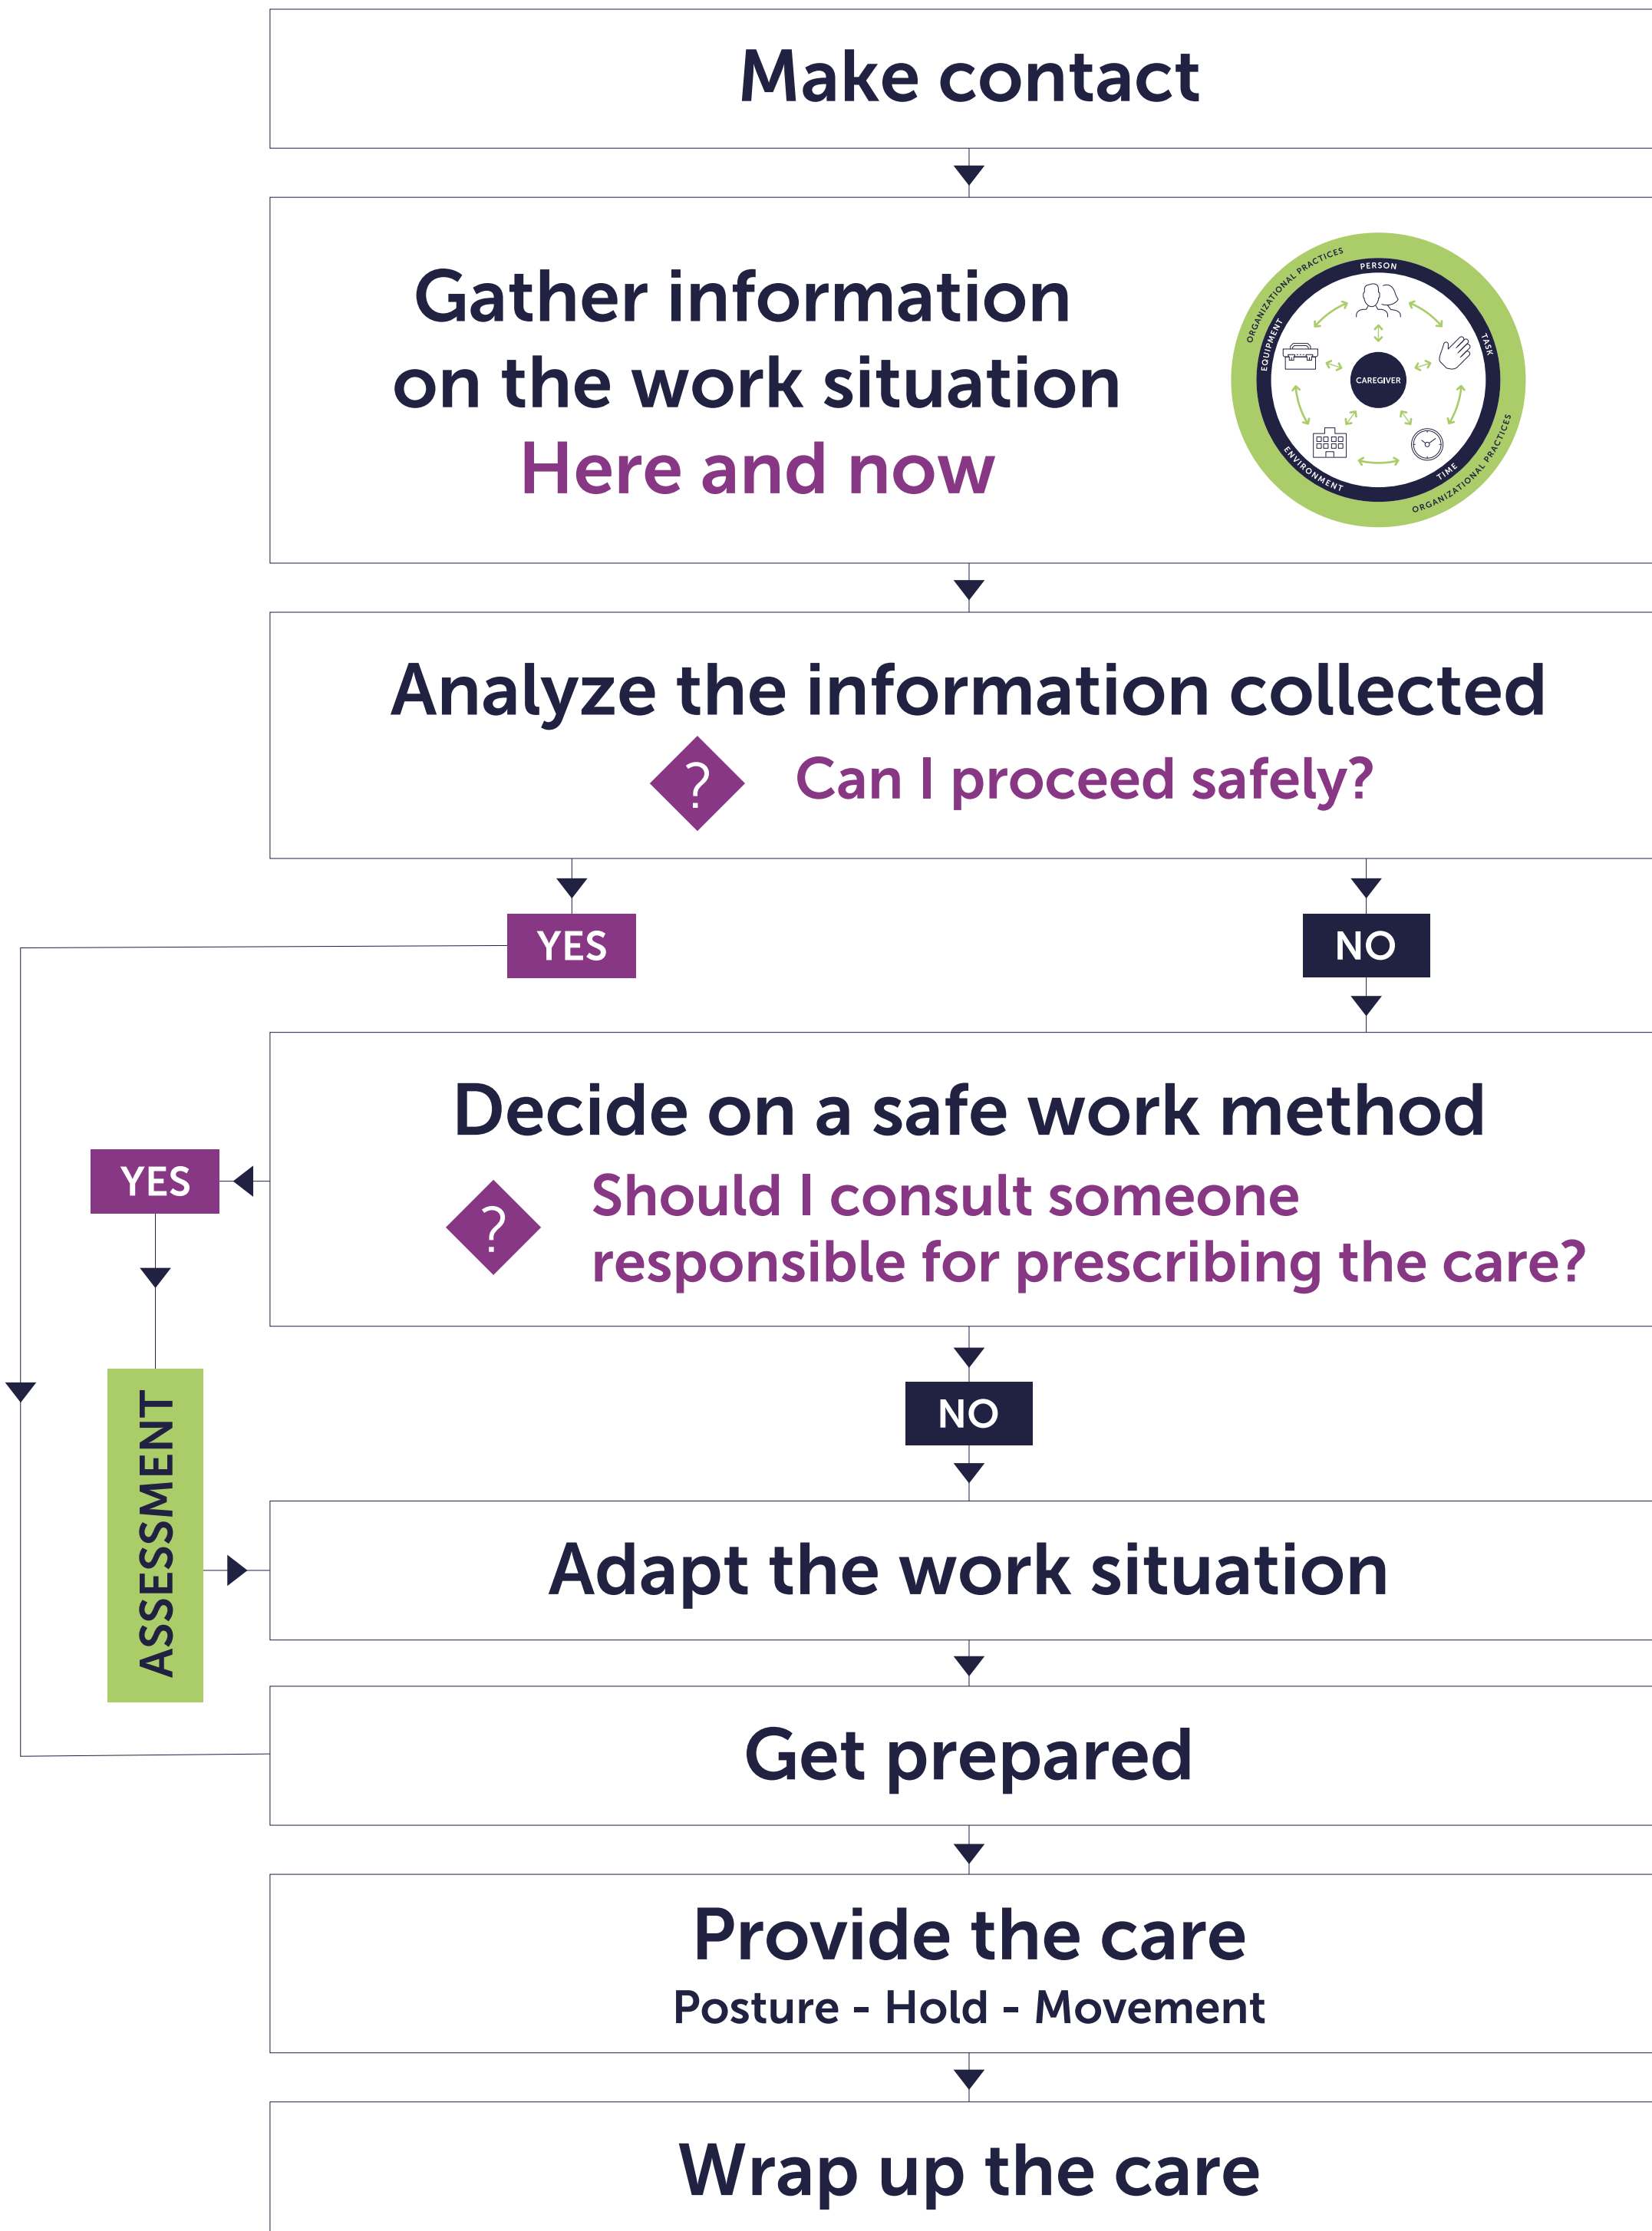 Make contact
Gather information
on the work situation
Here and now
ORGANIZATIONAL PRACTICES
PERSON
EQUIPMENT
TASK
CAREGIVER
ENVIRONMENT
TIME
ORGANIZATIONAL PRACTICES
Analyze the information collected
? Can I proceed safely?
YES
NO
Decide on a safe work method
YES
? Should I consult someone
responsible for prescribing the care?
NO
ASSESSMENT
Adapt the work situation
Get prepared
Provide the care
Posture - Hold - Movement
Wrap up the care